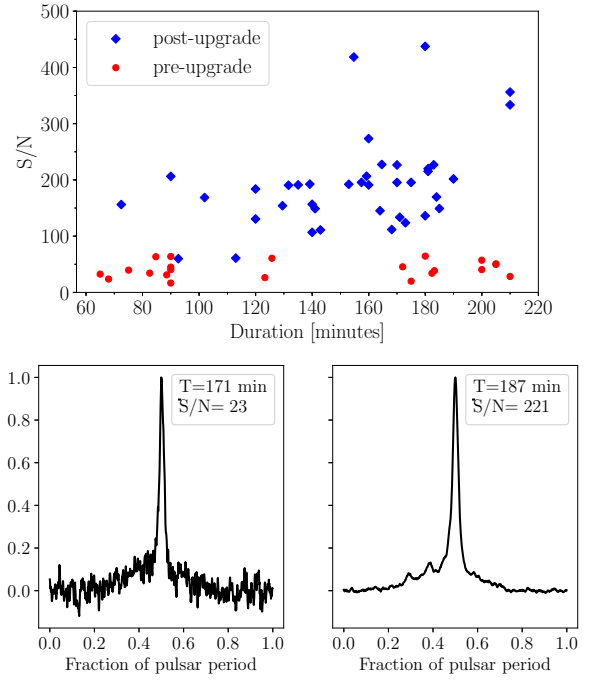 500
400
300
200
100
0
S/N
post-upgrade
pre-upgrade
60 80 100 120 140 160 180 200 220
Duration [minutes]
1.0
0.8
0.6
0.4
0.2
0.0
T=171 min
S/N= 23
T=187 min
S/N= 221
0.0 0.2 0.4 0.6 0.8 1.0
Fraction of pulsar period
0.0 0.2 0.4 0.6 0.8 1.0
Fraction of pulsar period